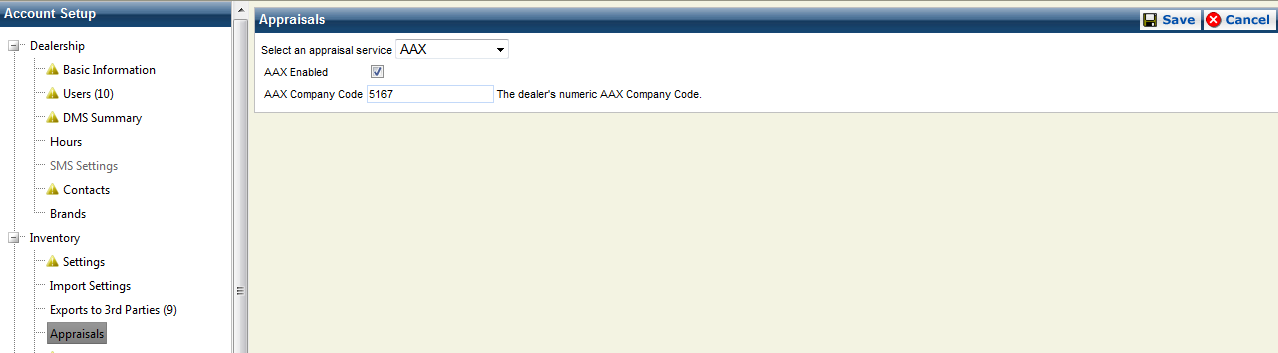 Account Setup
Dealership
Basic Information
Users (10)
DMS Summary
Hours
SMS Settings
Contacts
Brands
Inventory
Settings
Import Settings
Exports to 3rd Parties (9)
Appraisals
Appraisals Save Cancel
Select an appraisal service AAX
AAX Enabled
AAX Company Code 5167 The dealer's numeric AAX Company Code.